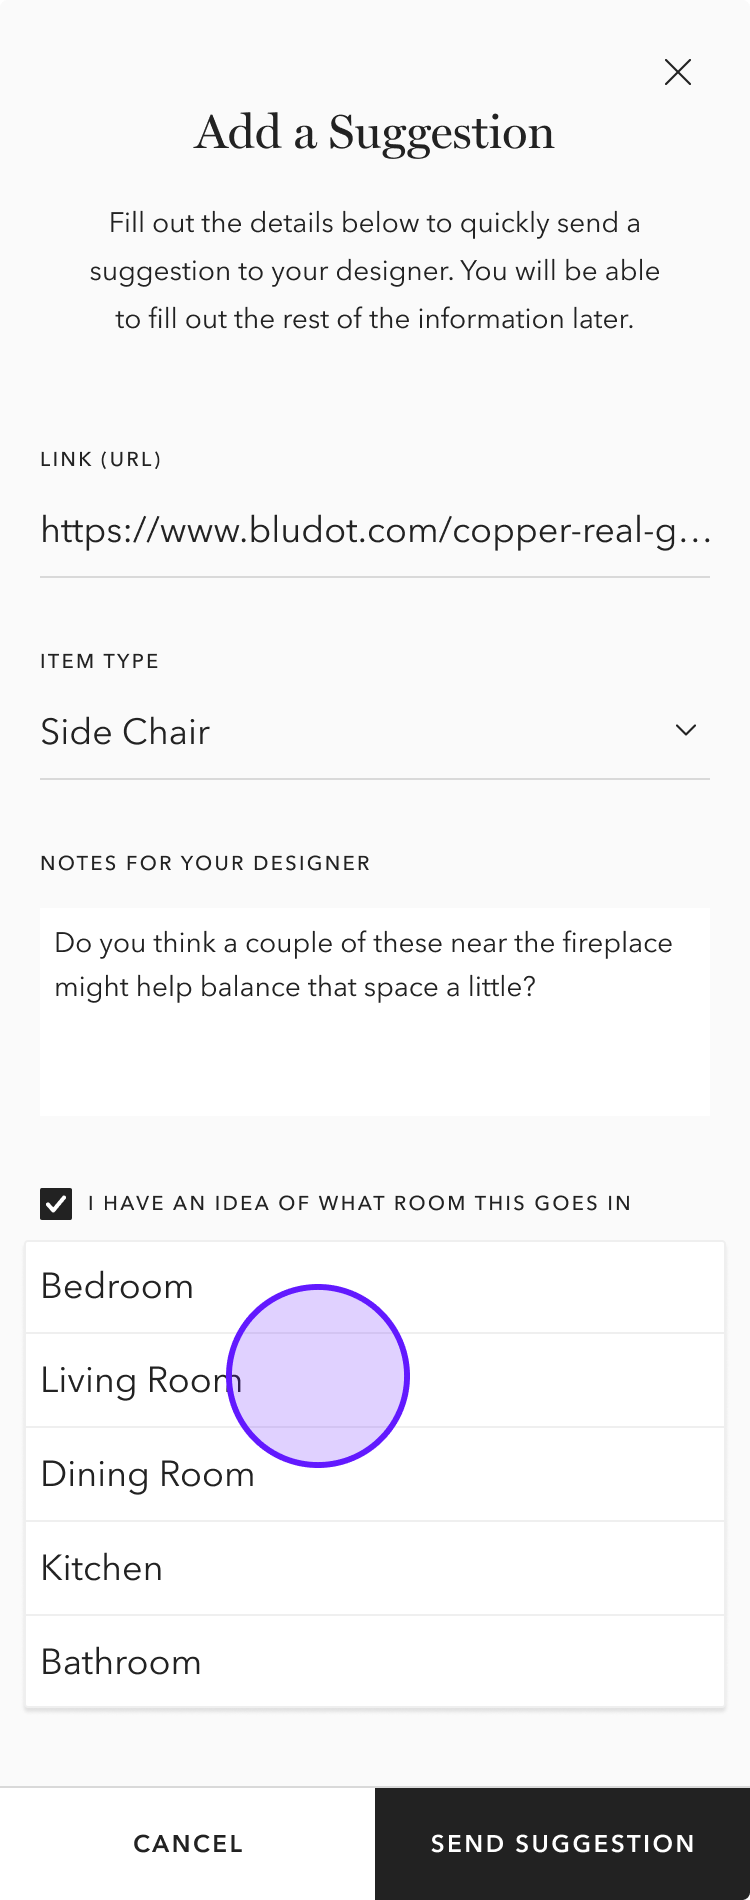 Add a Suggestion
Fill out the details below to quickly send a
suggestion to your designer. You will be able
to fill out the rest of the information later.
LINK (URL)
https://www.bludot.com/copper-real-g...
ITEM TYPE
Side Chair
NOTES FOR YOUR DESIGNER
Do you think a couple of these near the fireplace
might help balance that space a little?
I HAVE AN IDEA OF WHAT ROOM THIS GOES IN
Bedroom
Living Room
Dining Room
Kitchen
Bathroom
CANCEL
SEND SUGGESTION